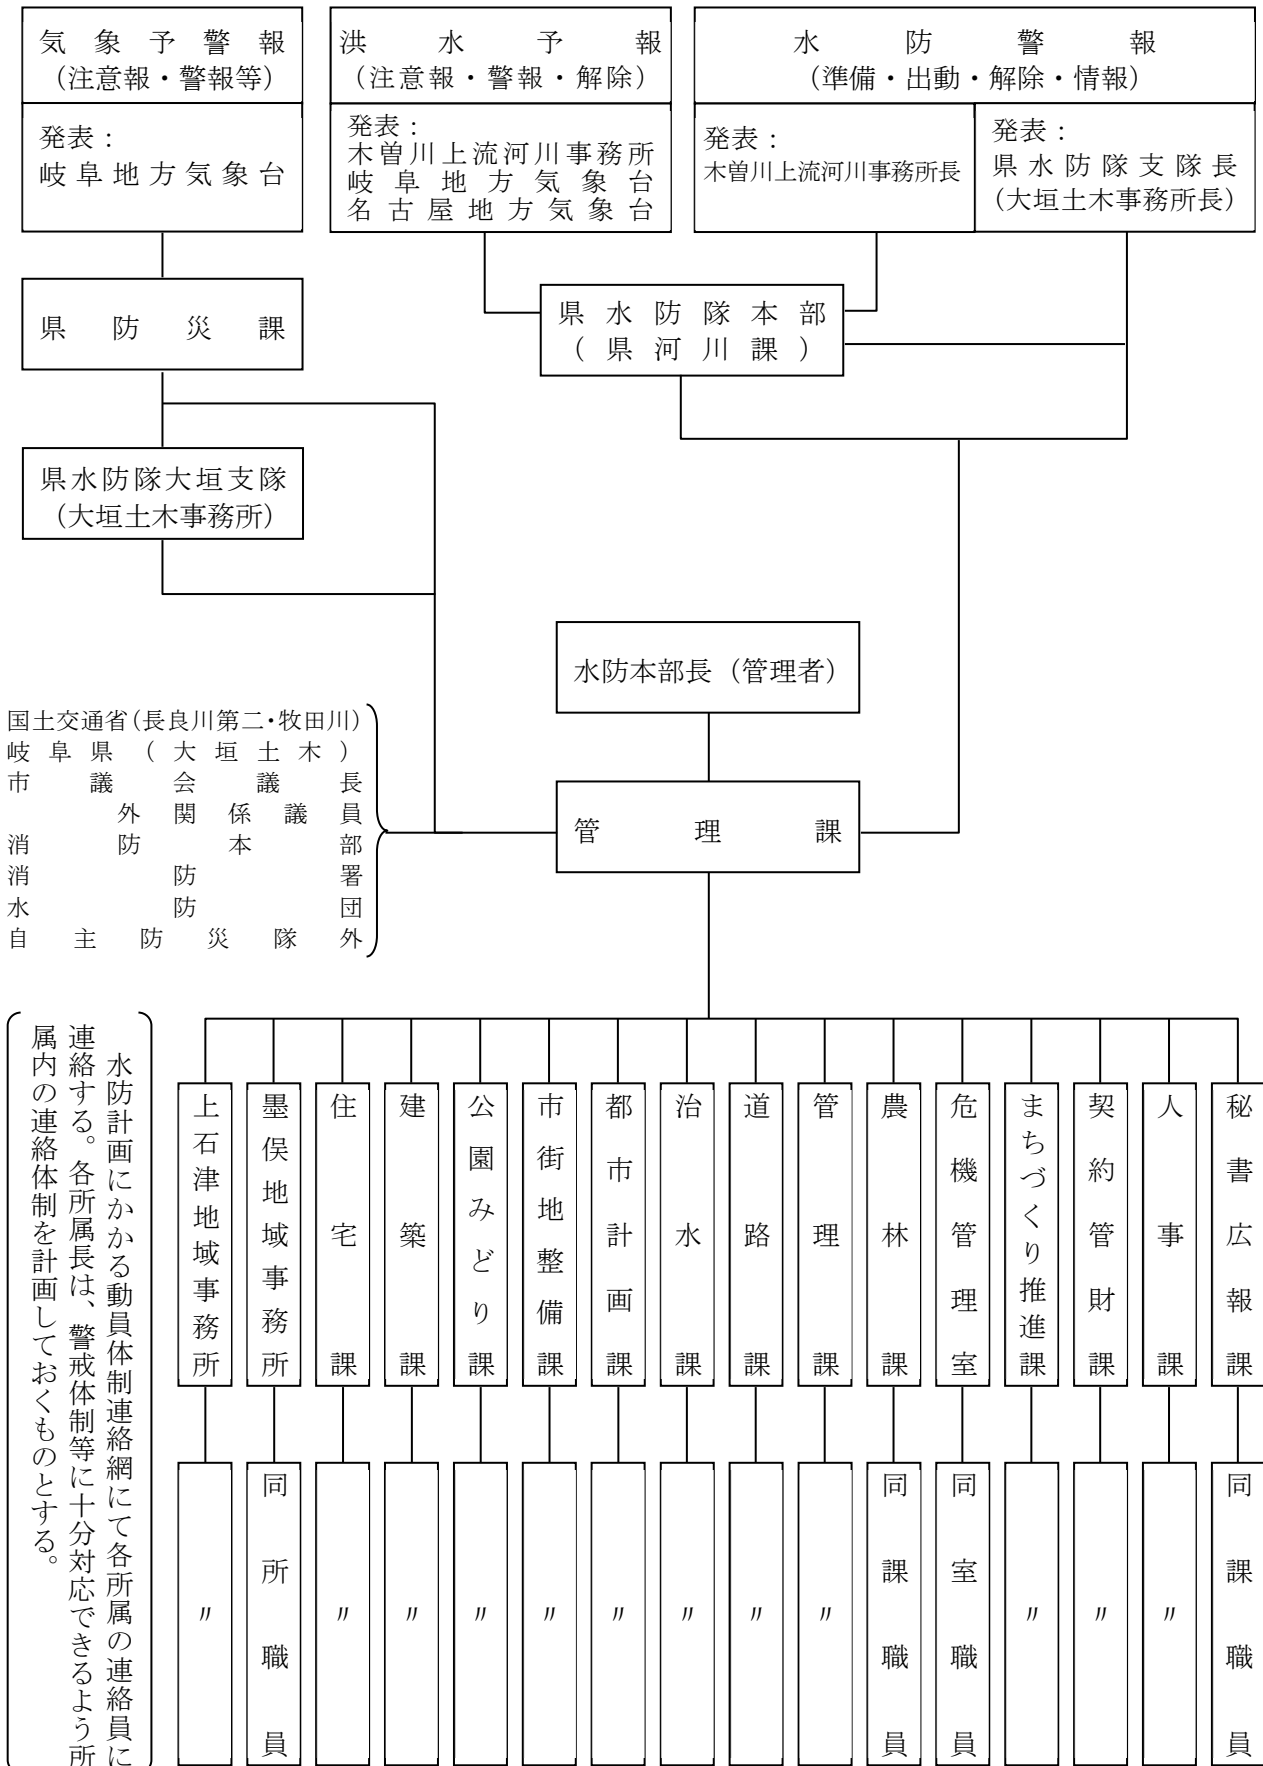 気象予警報
(注意報・警報等)
発表：
岐阜地方気象台
洪水予報
(注意報・警報・解除)
発表：
木曽川上流河川事務所
岐阜地方気象台
名古屋地方気象台
水防警報
(準備・出動・解除・情報)
発表：
木曽川上流河川事務所長
発表：
県水防隊支隊長
(大垣土木事務所長)
県防災課
県水防隊本部
(県河川課)
県水防隊大垣支隊
(大垣土木事務所)
水防本部長（管理者）
国土交通省(長良川第二・牧田川)
岐阜県（大垣土木）
市議会議長
外関係議員
消防本部
消防署
水防団
自主防災隊外
管理課
秘書広報課
人事課
契約管財課
まちづくり推進課
危機管理室
農林課
管理課
道路課
治水課
都市計画課
市街地整備課
公園みどり課
建築課
住宅課
墨俣地域事務所
上石津地域事務所
同課職員
〃
〃
〃
同室職員
同課職員
〃
〃
〃
〃
〃
〃
〃
〃
同所職員
〃
水防計画にかかる動員体制連絡網にて各所属の連絡員に
連絡する。各所属長は、警戒体制等に十分対応できるよう所
属内の連絡体制を計画しておくものとする。